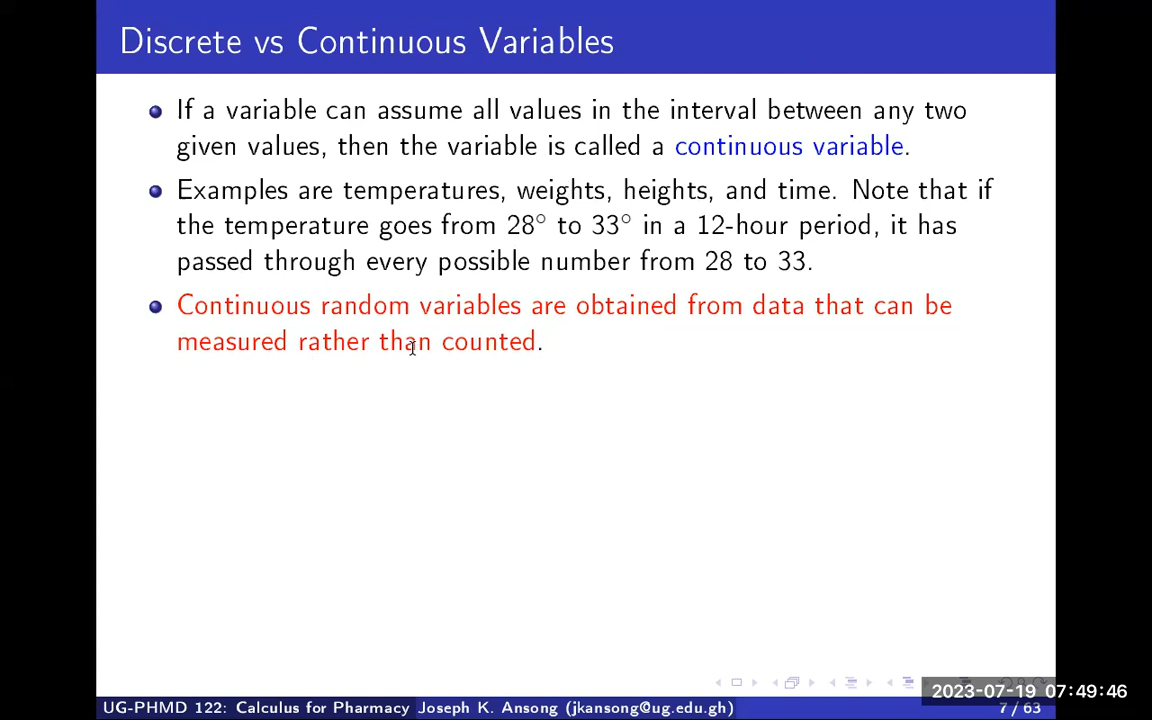 Discrete vs Continuous Variables
If a variable can assume all values in the interval between any two
given values, then the variable is called a continuous variable.
Examples are temperatures, weights, heights, and time. Note that if
the temperature goes from 28° to 33° in a 12-hour period, it has
passed through every possible number from 28 to 33.
Continuous random variables are obtained from data that can be
measured rather than counted.
2023-07-19 07:49:46
UG-PHMD 122: Calculus for Pharmacy Joseph K. Ansong (jkansong@ug.edu.gh) 7 / 63